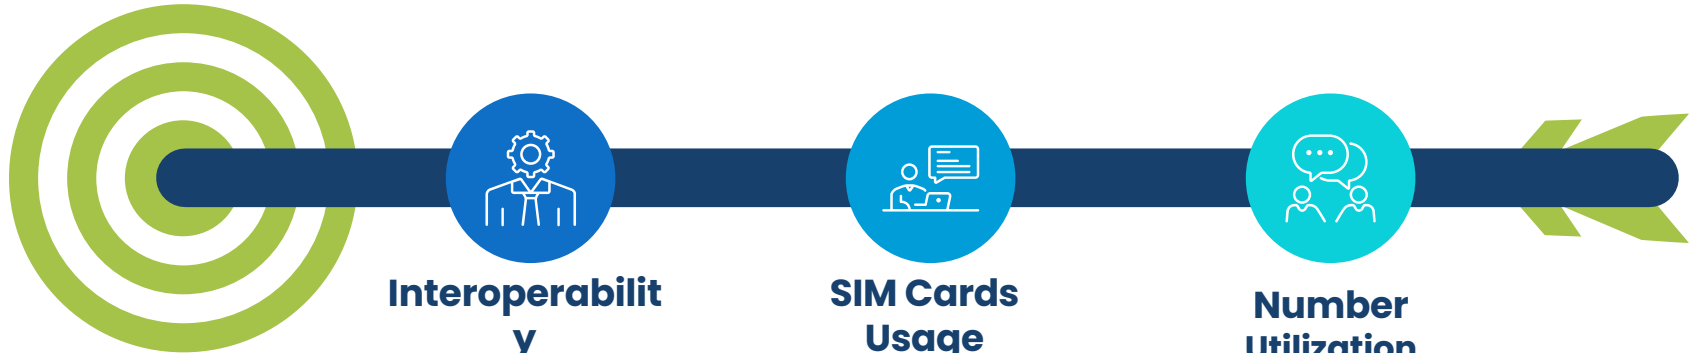 Interoperabilit
y
SIM Cards
Usage
Number
Utilization